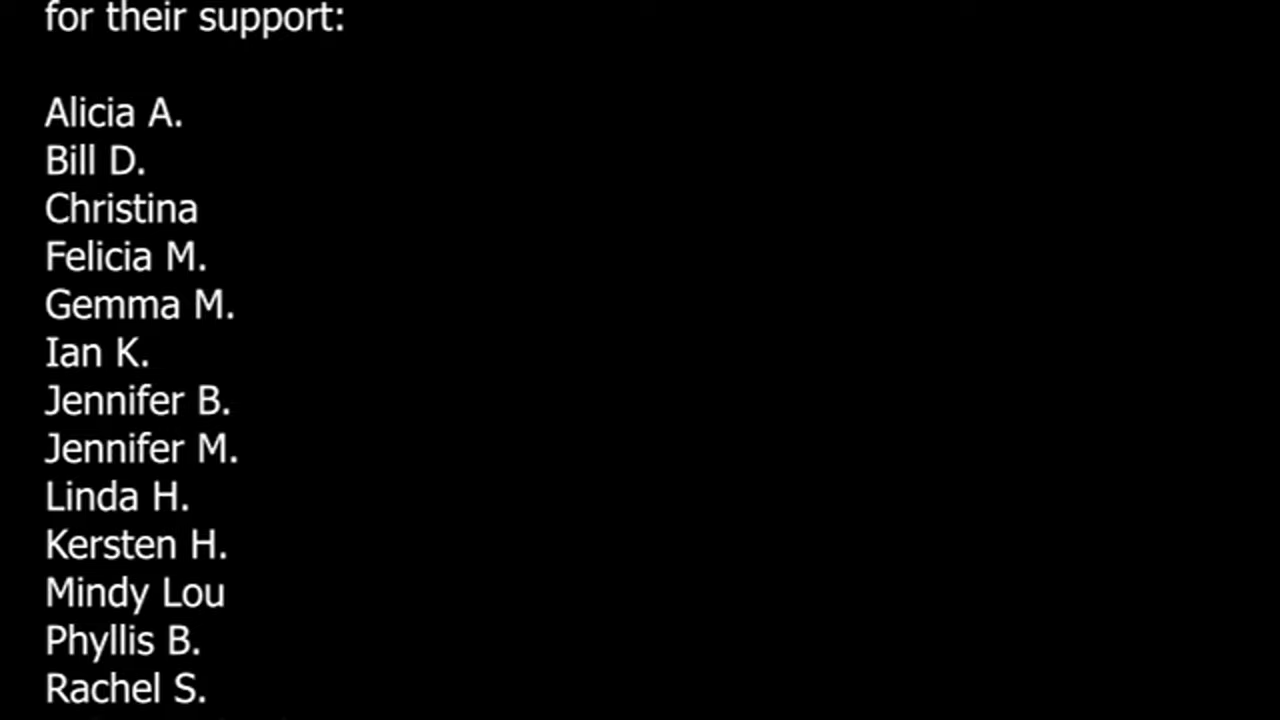 for their support:
Alicia A.
Bill D.
Christina
Felicia M.
Gemma M.
Ian K.
Jennifer B.
Jennifer M.
Linda H.
Kersten H.
Mindy Lou
Phyllis B.
Rachel S.